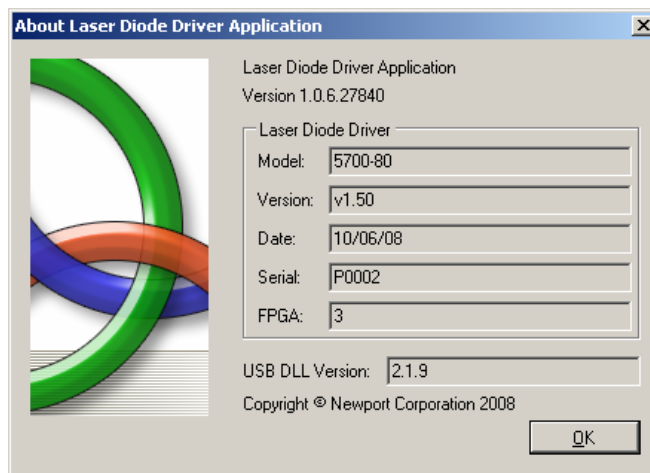 About Laser Diode Driver Application
Laser Diode Driver Application
Version 1.0.6.27840
Laser Diode Driver
Model: 5700-80
Version: v1.50
Date: 10/06/08
Serial: P0002
FPGA: 3
USB DLL Version: 2.1.9
Copyright © Newport Corporation 2008
OK